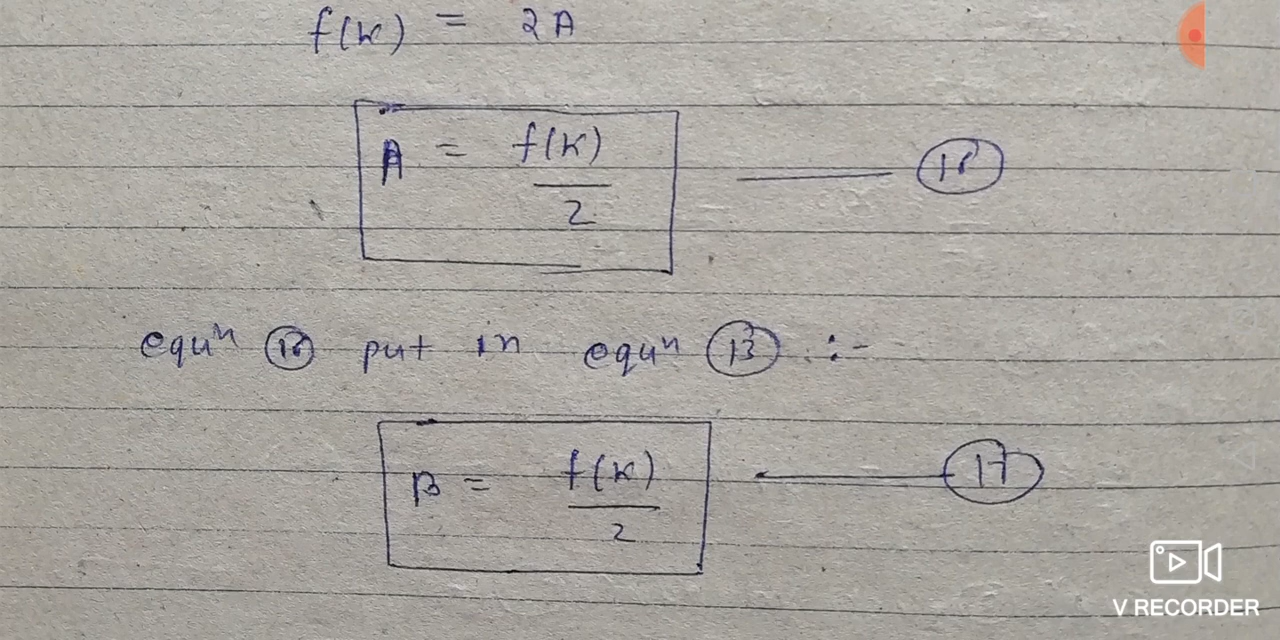 f(k) = 2A
A = f(k)/2 —— (16)
equⁿ (16) put in equⁿ (13) :-
B = f(k)/2 —— (17)
V RECORDER